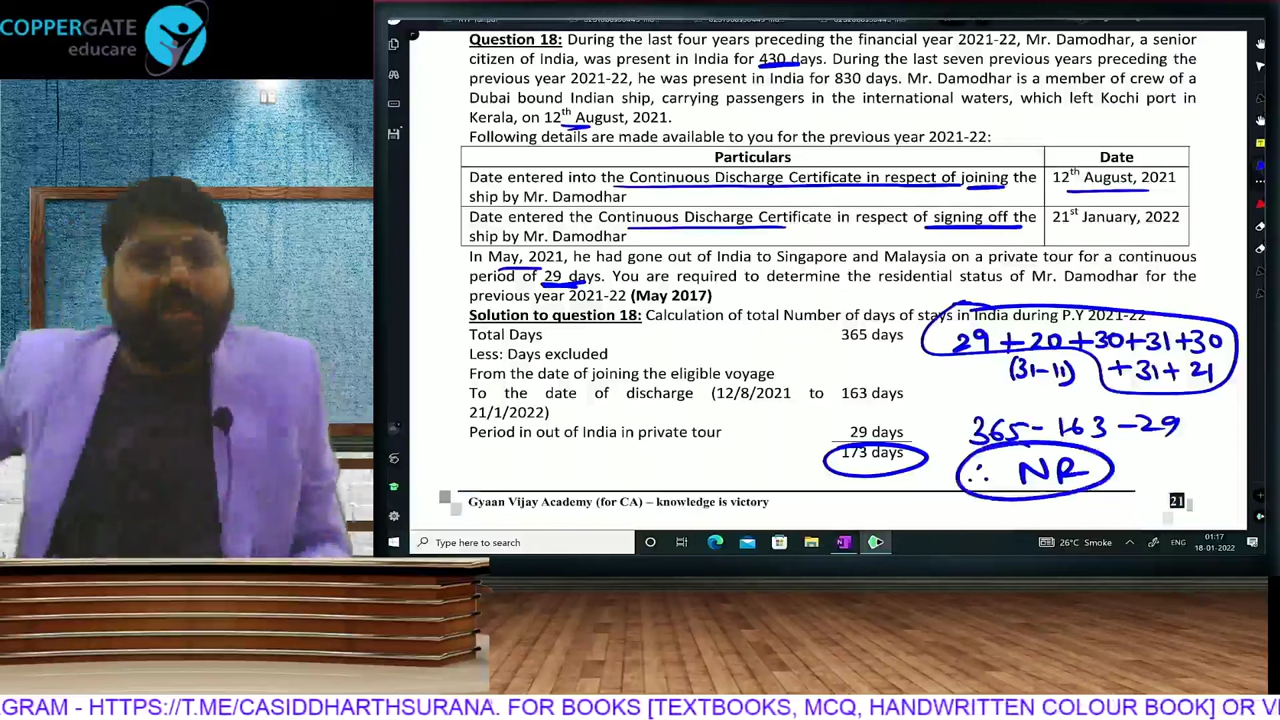 COPPERGATE
educare
Question 18: During the last four years preceding the financial year 2021-22, Mr. Damodhar, a senior
citizen of India, was present in India for 430 days. During the last seven previous years preceding the
previous year 2021-22, he was present in India for 830 days. Mr. Damodhar is a member of crew of a
Dubai bound Indian ship, carrying passengers in the international waters, which left Kochi port in
Kerala, on 12th August, 2021.
Following details are made available to you for the previous year 2021-22:
Particulars Date
Date entered into the Continuous Discharge Certificate in respect of joining the 12th August, 2021
ship by Mr. Damodhar
Date entered the Continuous Discharge Certificate in respect of signing off the 21st January, 2022
ship by Mr. Damodhar
In May, 2021, he had gone out of India to Singapore and Malaysia on a private tour for a continuous
period of 29 days. You are required to determine the residential status of Mr. Damodhar for the
previous year 2021-22 (May 2017)
Solution to question 18: Calculation of total Number of days of stays in India during P.Y 2021-22
Total Days 365 days
29 + 20 + 30 + 31 + 30
Less: Days excluded
(31-11) + 31 + 21
From the date of joining the eligible voyage
To the date of discharge (12/8/2021 to 163 days
21/1/2022)
365 - 163 - 29
Period in out of India in private tour 29 days
173 days
∴ NR
Gyaan Vijay Academy (for CA) – knowledge is victory 21
Type here to search
26°C Smoke ENG 01:17
18-01-2022
GRAM - HTTPS://T.ME/CASIDDHARTHSURANA. FOR BOOKS [TEXTBOOKS, MCQ, HANDWRITTEN COLOUR BOOK] OR V